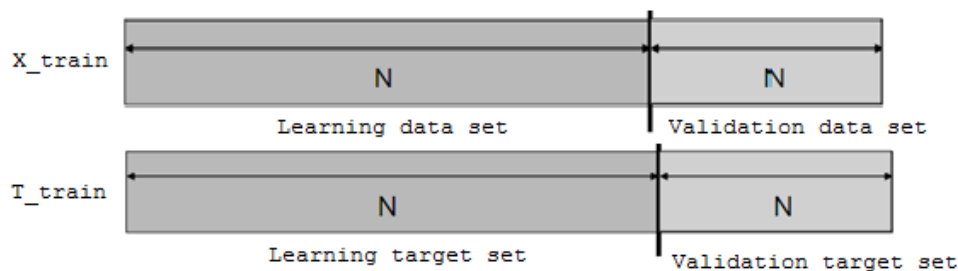 X_train
N
N
Learning data set
Validation data set
T_train
N
N
Learning target set
Validation target set